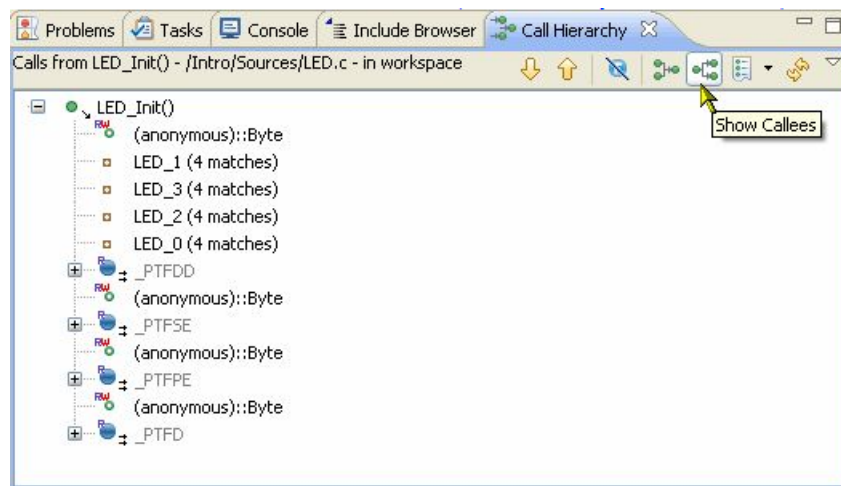 Problems Tasks Console Include Browser Call Hierarchy
Calls from LED_Init() - /Intro/Sources/LED.c - in workspace
Show Callees
LED_Init()
(anonymous)::Byte
LED_1 (4 matches)
LED_3 (4 matches)
LED_2 (4 matches)
LED_0 (4 matches)
_PTFDD
(anonymous)::Byte
_PTFSE
(anonymous)::Byte
_PTFPE
(anonymous)::Byte
_PTFD